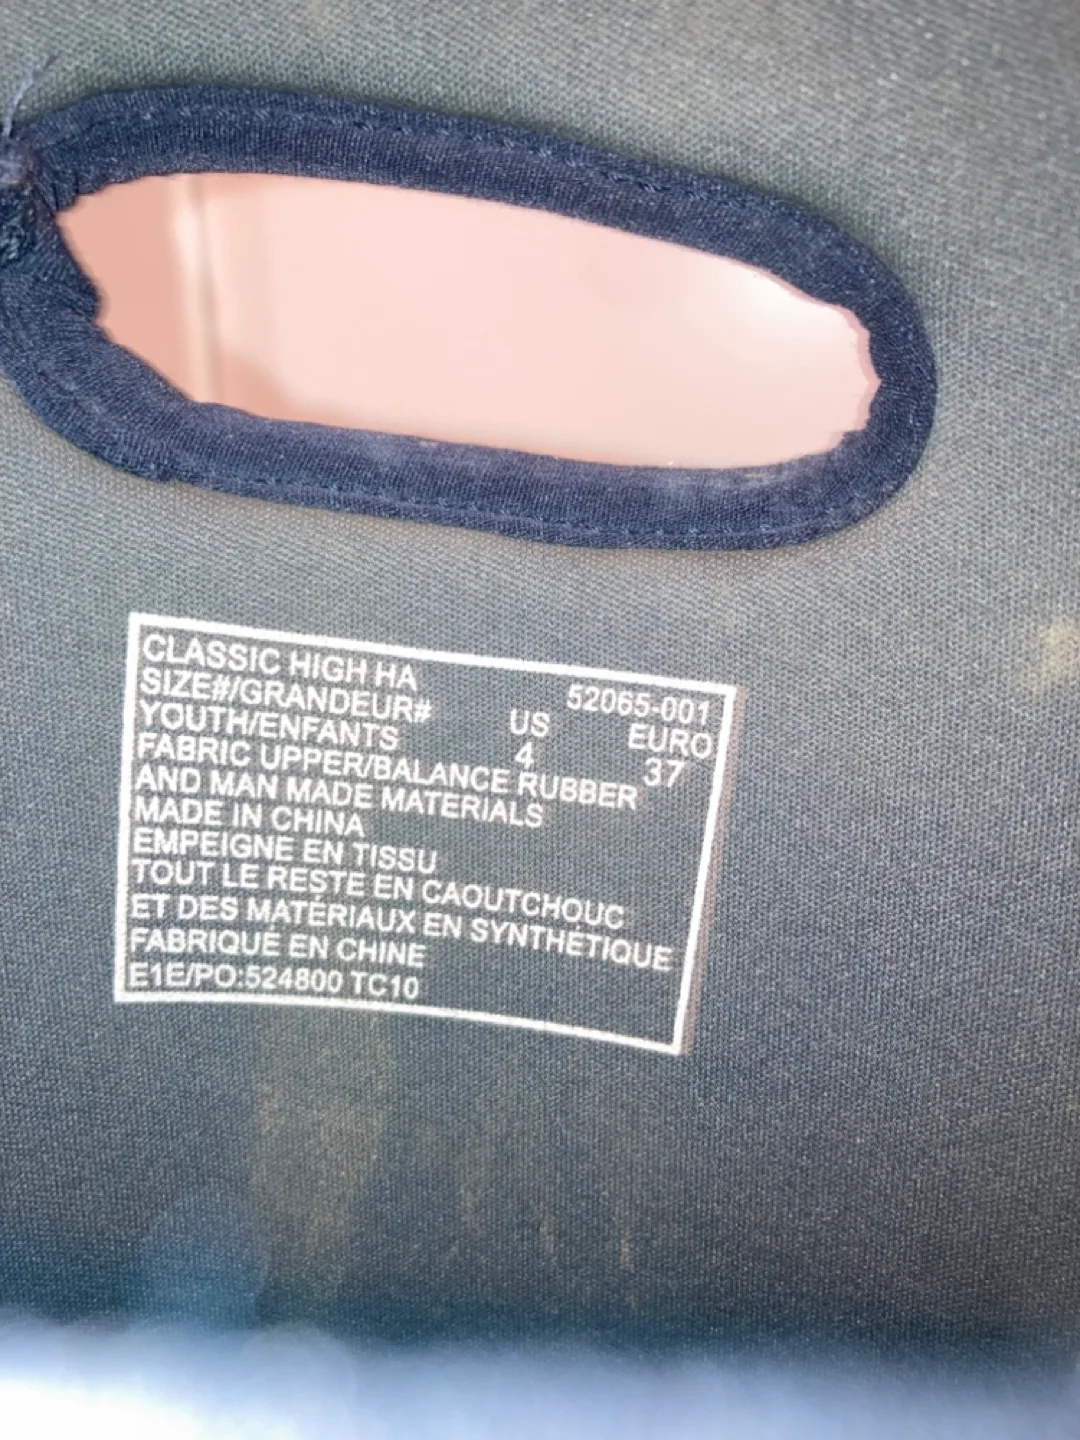 CLASSIC HIGH HA 52065-001
SIZE#/GRANDEUR# US EURO
YOUTH/ENFANTS 4 37
FABRIC UPPER/BALANCE RUBBER
AND MAN MADE MATERIALS
MADE IN CHINA
EMPEIGNE EN TISSU
TOUT LE RESTE EN CAOUTCHOUC
ET DES MATÉRIAUX EN SYNTHÉTIQUE
FABRIQUÉ EN CHINE
E1E/PO:524800 TC10